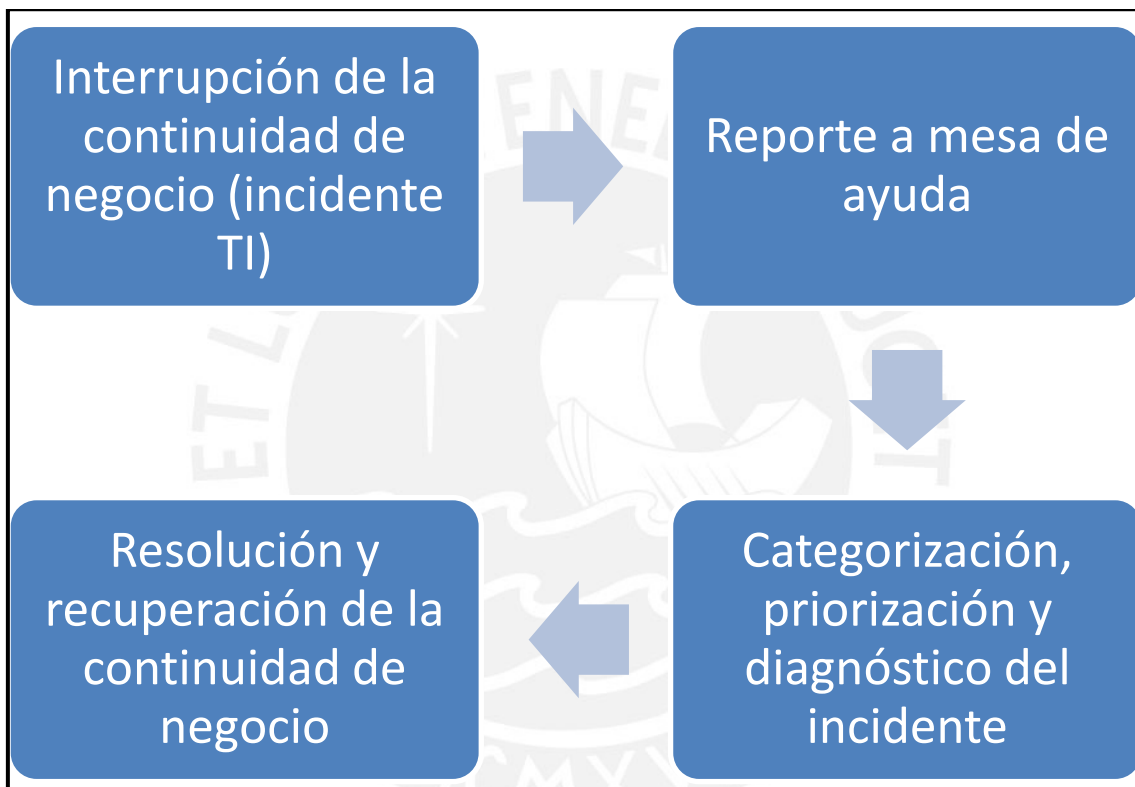 Interrupción de la
continuidad de
negocio (incidente
TI)
Reporte a mesa de
ayuda
Categorización,
priorización y
diagnóstico del
incidente
Resolución y
recuperación de la
continuidad de
negocio